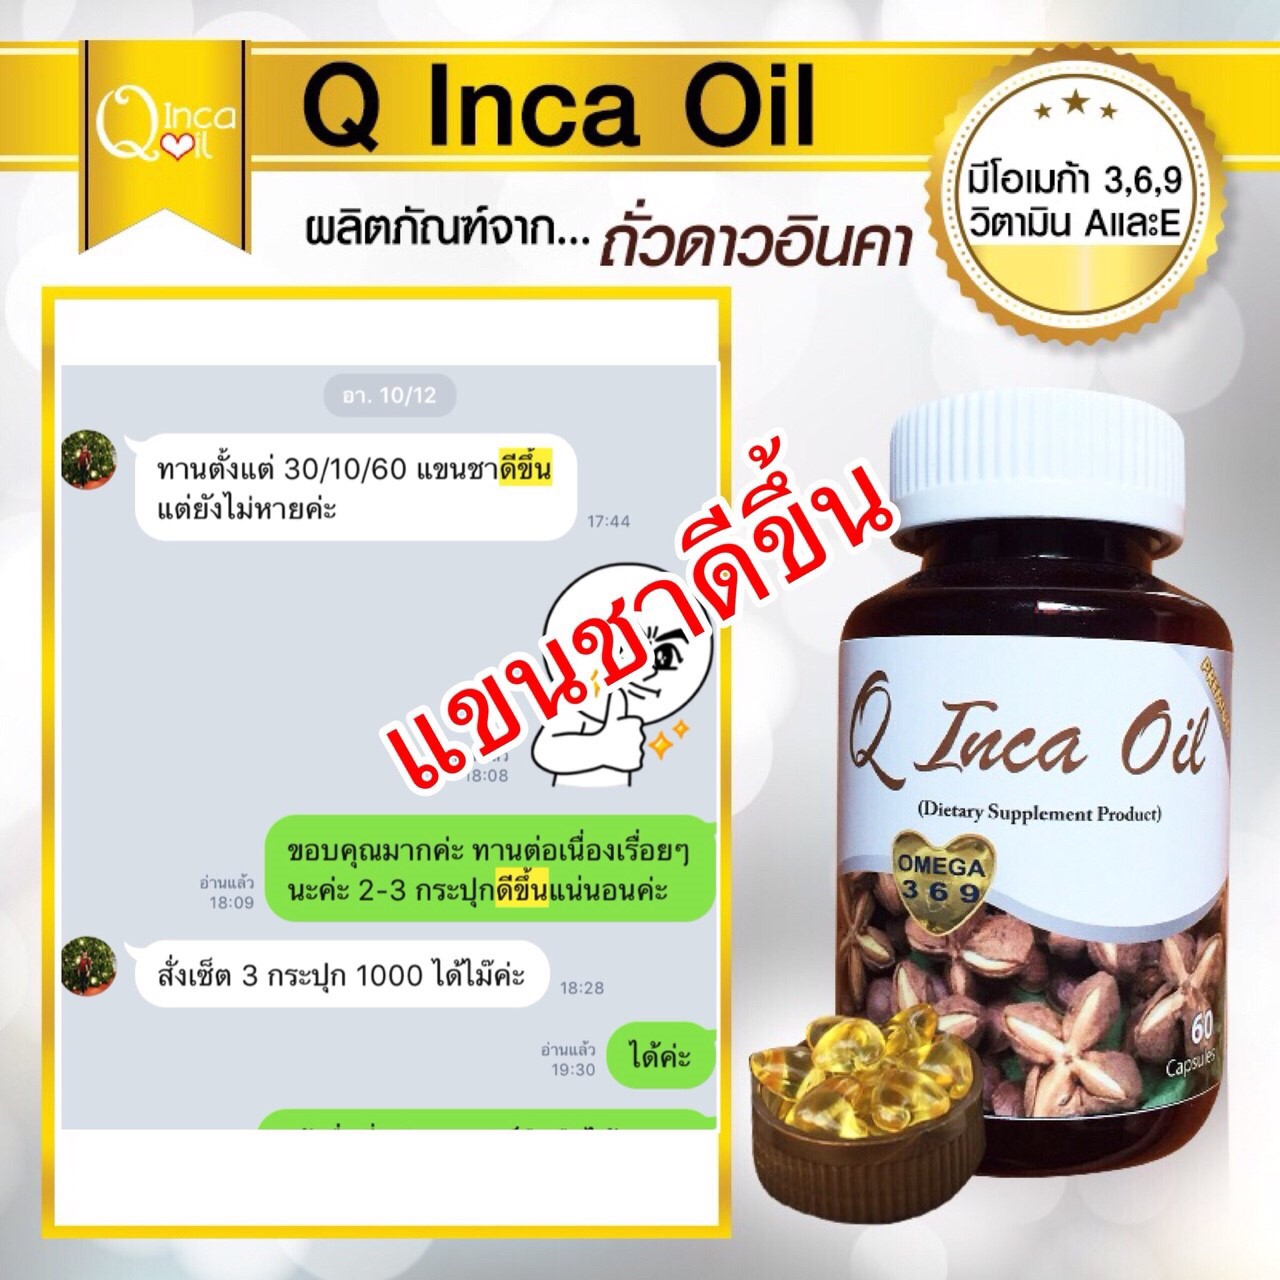 Q Inca Oil
Q Inca Oil
มีโอเมก้า 3,6,9
วิตามิน AและE
ผลิตภัณฑ์จาก... ถั่วดาวอินคา
อา. 10/12
ทานตั้งแต่ 30/10/60 แขนชาดีขึ้น
แต่ยังไม่หายค่ะ
17:44
แขนชาดีขึ้น
18:08
ขอบคุณมากค่ะ ทานต่อเนื่องเรื่อยๆ
นะค่ะ 2-3 กระปุกดีขึ้นแน่นอนค่ะ
อ่านแล้ว
18:09
สั่งเซ็ต 3 กระปุก 1000 ได้ไม๊ค่ะ
18:28
ได้ค่ะ
อ่านแล้ว
19:30
Q Inca Oil
(Dietary Supplement Product)
OMEGA
3 6 9
60
Capsules